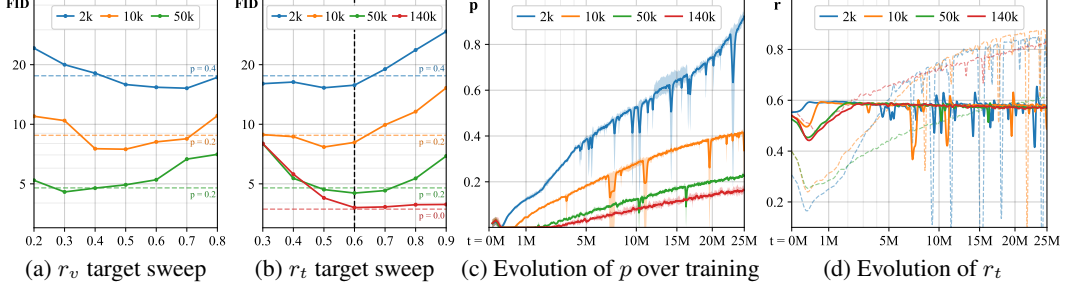 FID
2k 10k 50k
20
10
5
p = 0.4
p = 0.2
p = 0.2
0.2 0.3 0.4 0.5 0.6 0.7 0.8
(a) r_v target sweep
FID
2k 10k 50k 140k
20
10
5
p = 0.4
p = 0.2
p = 0.2
p = 0.0
0.3 0.4 0.5 0.6 0.7 0.8 0.9
(b) r_t target sweep
p
2k 10k 50k 140k
0.8
0.6
0.4
0.2
t = 0M 1M 5M 10M 15M 20M 25M
(c) Evolution of p over training
r
2k 10k 50k 140k
0.8
0.6
0.4
0.2
t = 0M 1M 5M 10M 15M 20M 25M
(d) Evolution of r_t